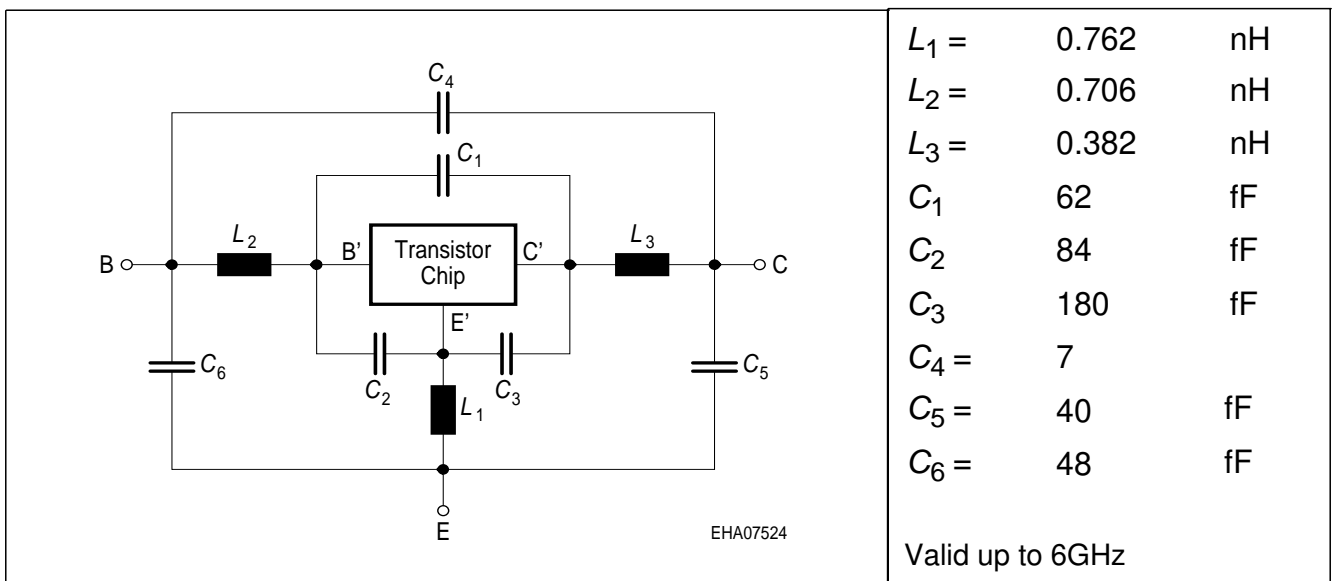 C4
C1
L2
B'
Transistor
Chip
C'
L3
B
C
E'
C6
C2
C3
C5
L1
E
EHA07524
L1 = 0.762 nH
L2 = 0.706 nH
L3 = 0.382 nH
C1 62 fF
C2 84 fF
C3 180 fF
C4 = 7
C5 = 40 fF
C6 = 48 fF
Valid up to 6GHz